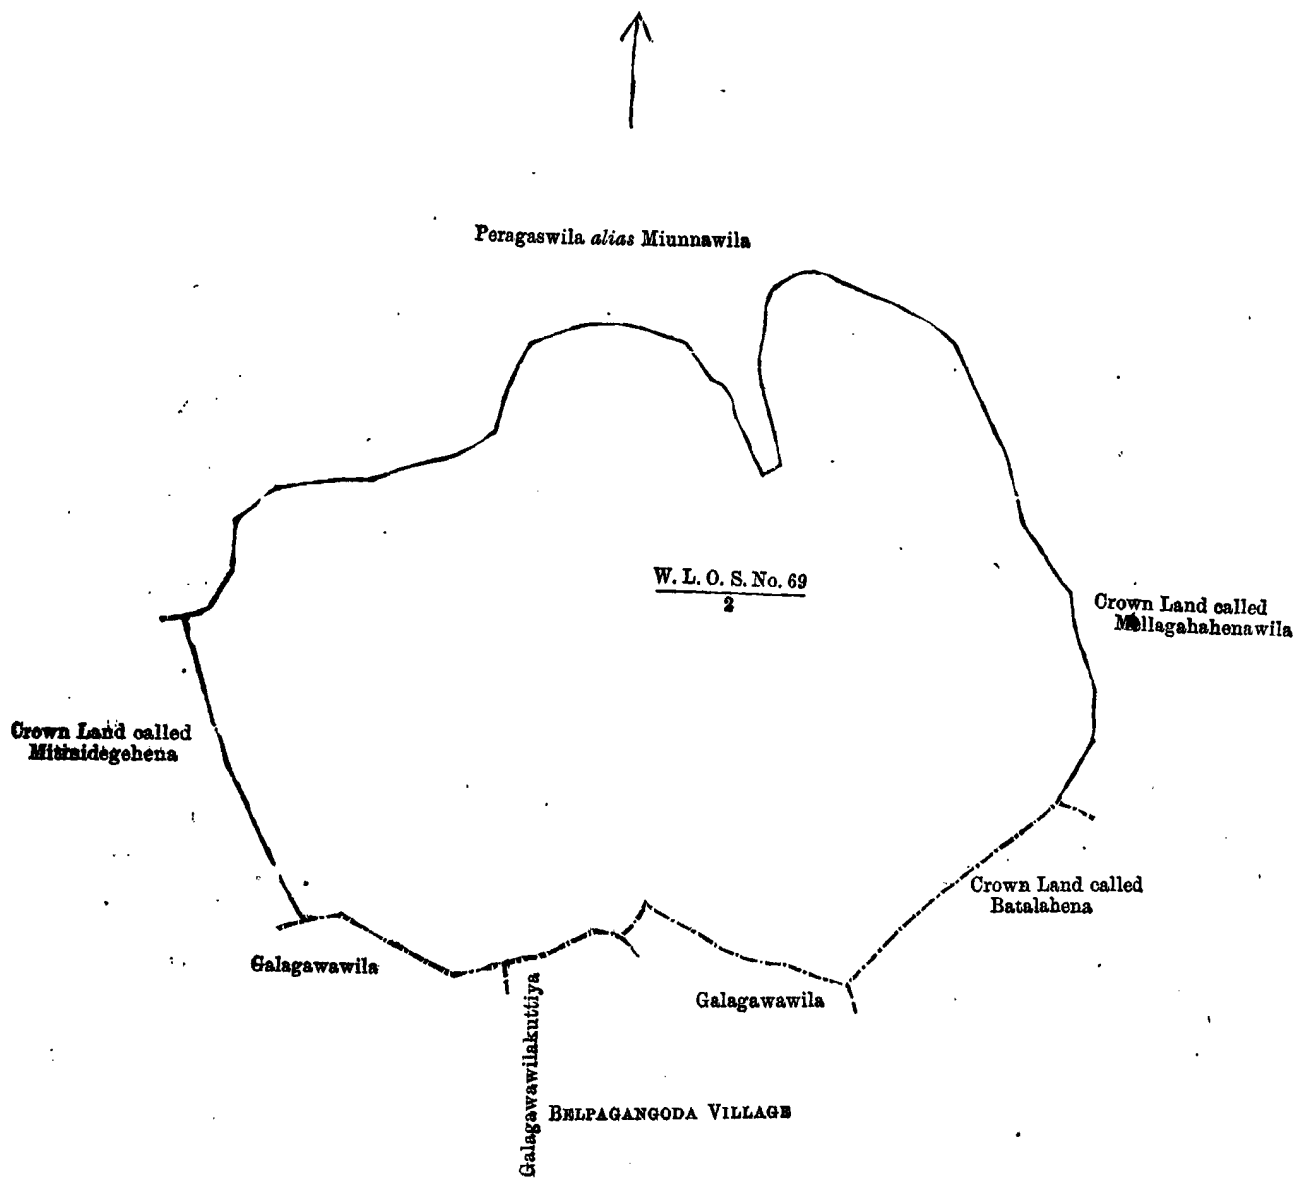 Peragaswila alias Miunnawila
W. L. O. S. No. 69
2
Crown Land called
Mellagahahenawila
Crown Land called
Crown Land called
Batalahena
Galagawawila
Galagawawila
Galagawawilakuttiya
BELPAGANGODA VILLAGE